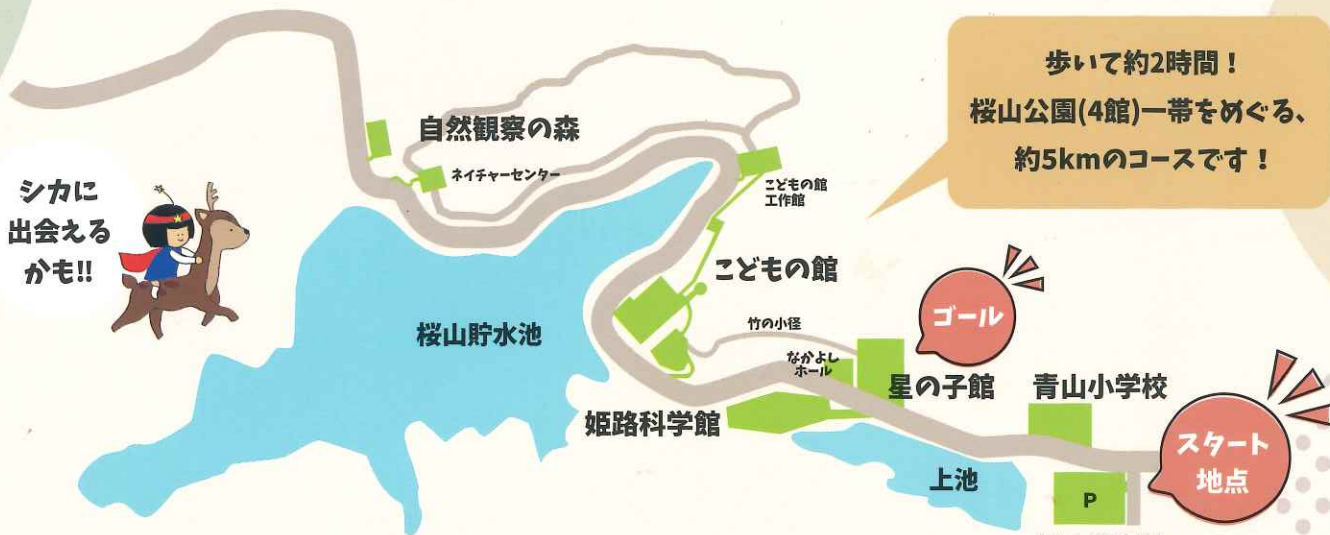 歩いて約2時間！
桜山公園(4館)一帯をめぐる、
約5kmのコースです！
自然観察の森
ネイチャーセンター
シカに
出会える
かも!!
こどもの館
工作館
こどもの館
ゴール
桜山貯水池
竹の小径
なかよし
ホール
星の子館
青山小学校
姫路科学館
スタート
地点
上池
P